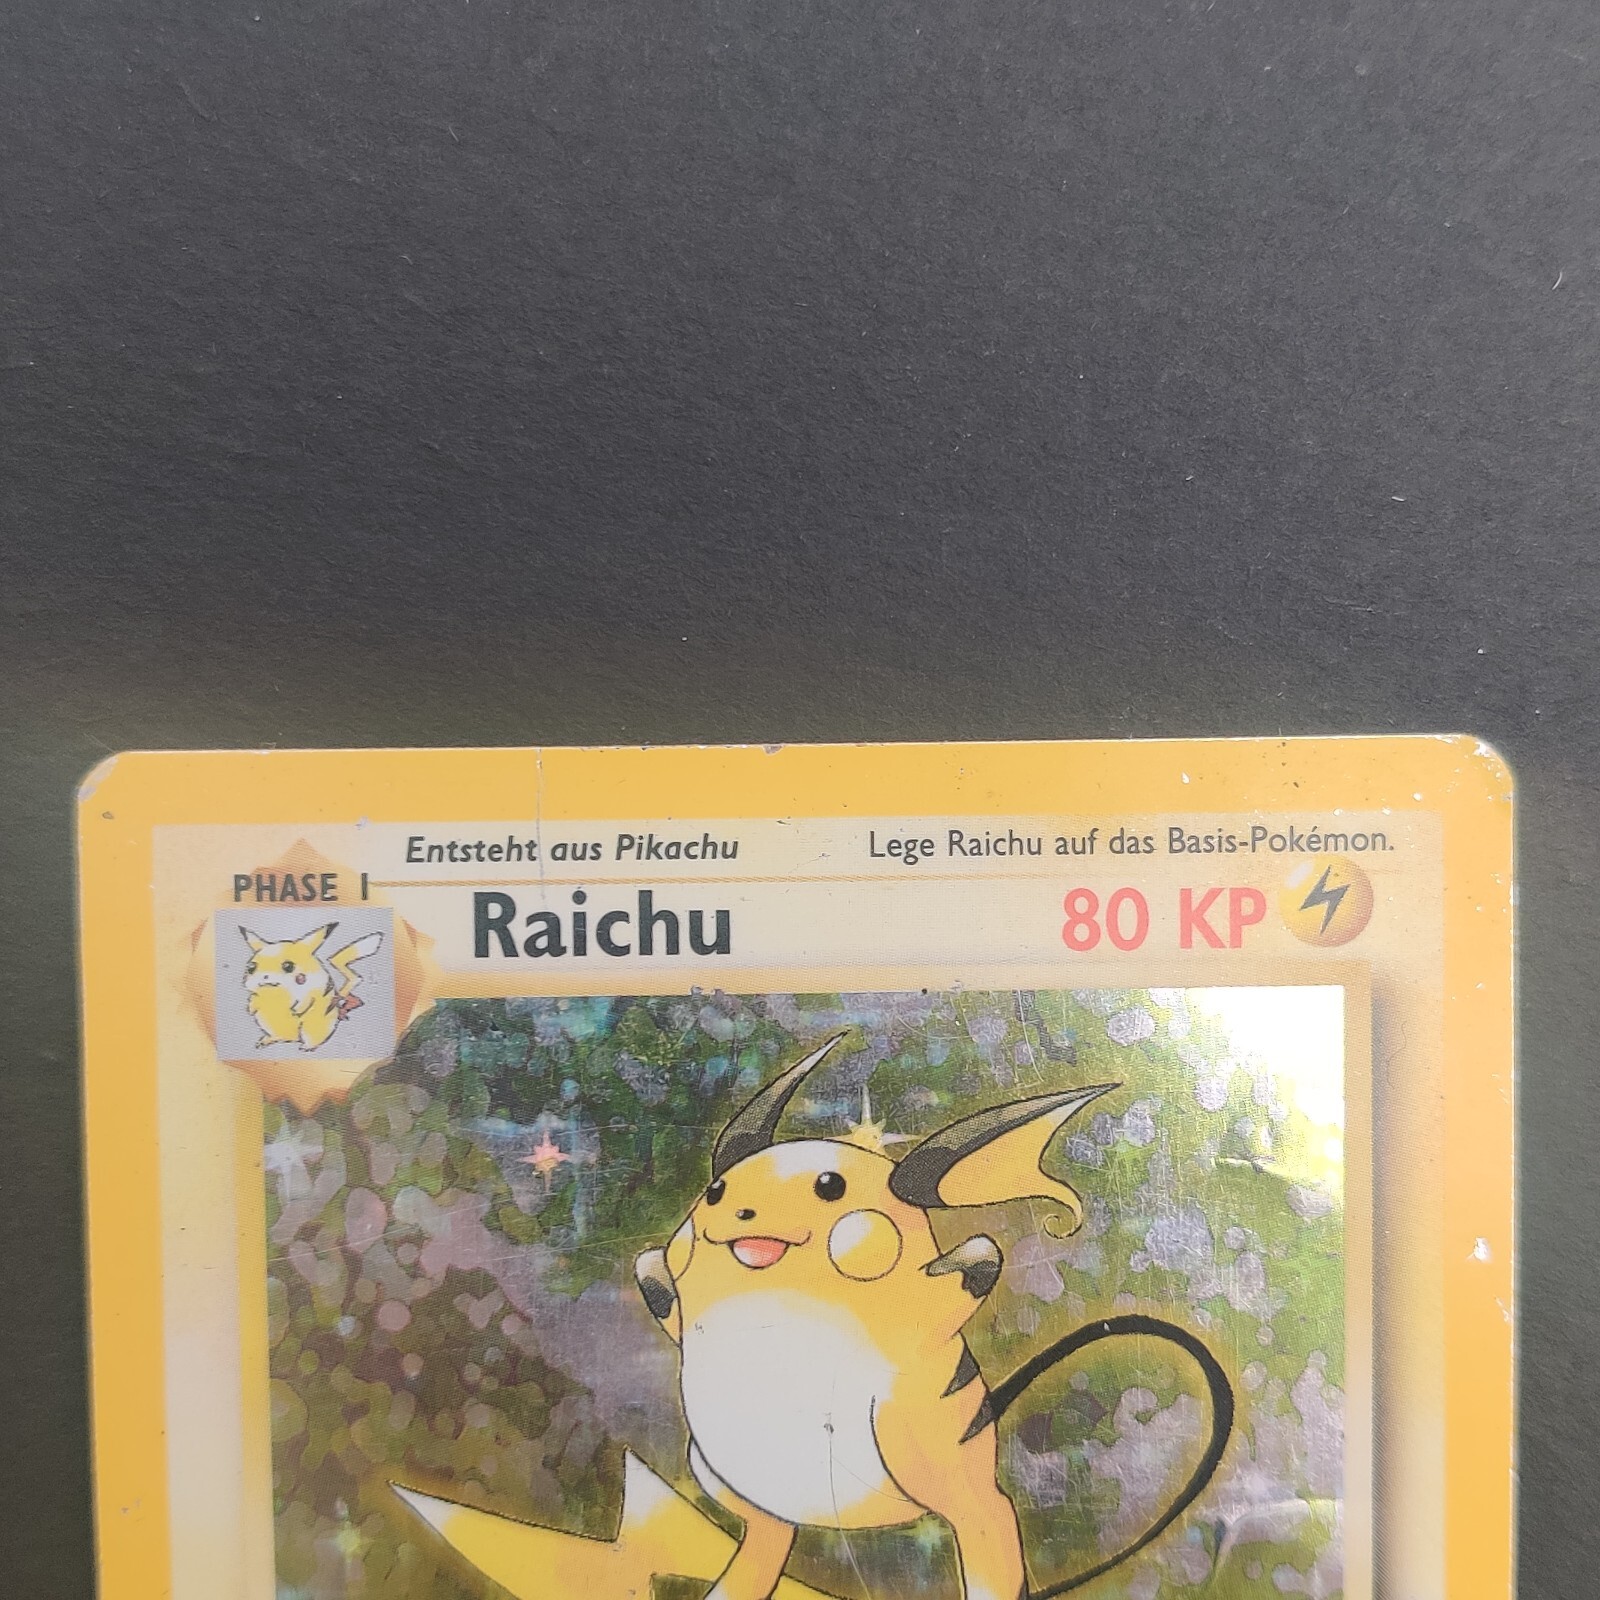 Entsteht aus Pikachu
Lege Raichu auf das Basis-Pokémon.
PHASE 1
Raichu
80 KP